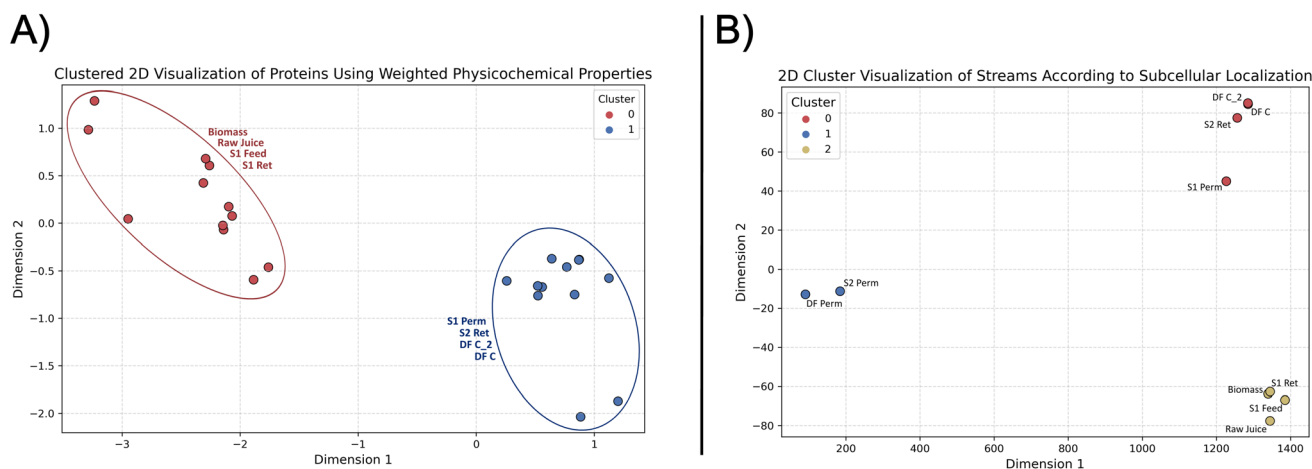 A)
Clustered 2D Visualization of Proteins Using Weighted Physicochemical Properties
Cluster
0
1
Biomass
Raw Juice
S1 Feed
S1 Ret
S1 Perm
S2 Ret
DF C_2
DF C
1.0
0.5
0.0
−0.5
−1.0
−1.5
−2.0
Dimension 2
−3
−2
−1
0
1
Dimension 1
B)
2D Cluster Visualization of Streams According to Subcellular Localization
Cluster
0
1
2
DF C_2
DF C
S2 Ret
S1 Perm
S2 Perm
DF Perm
Biomass
S1 Ret
S1 Feed
Raw Juice
80
60
40
20
0
−20
−40
−60
−80
Dimension 2
200
400
600
800
1000
1200
1400
Dimension 1